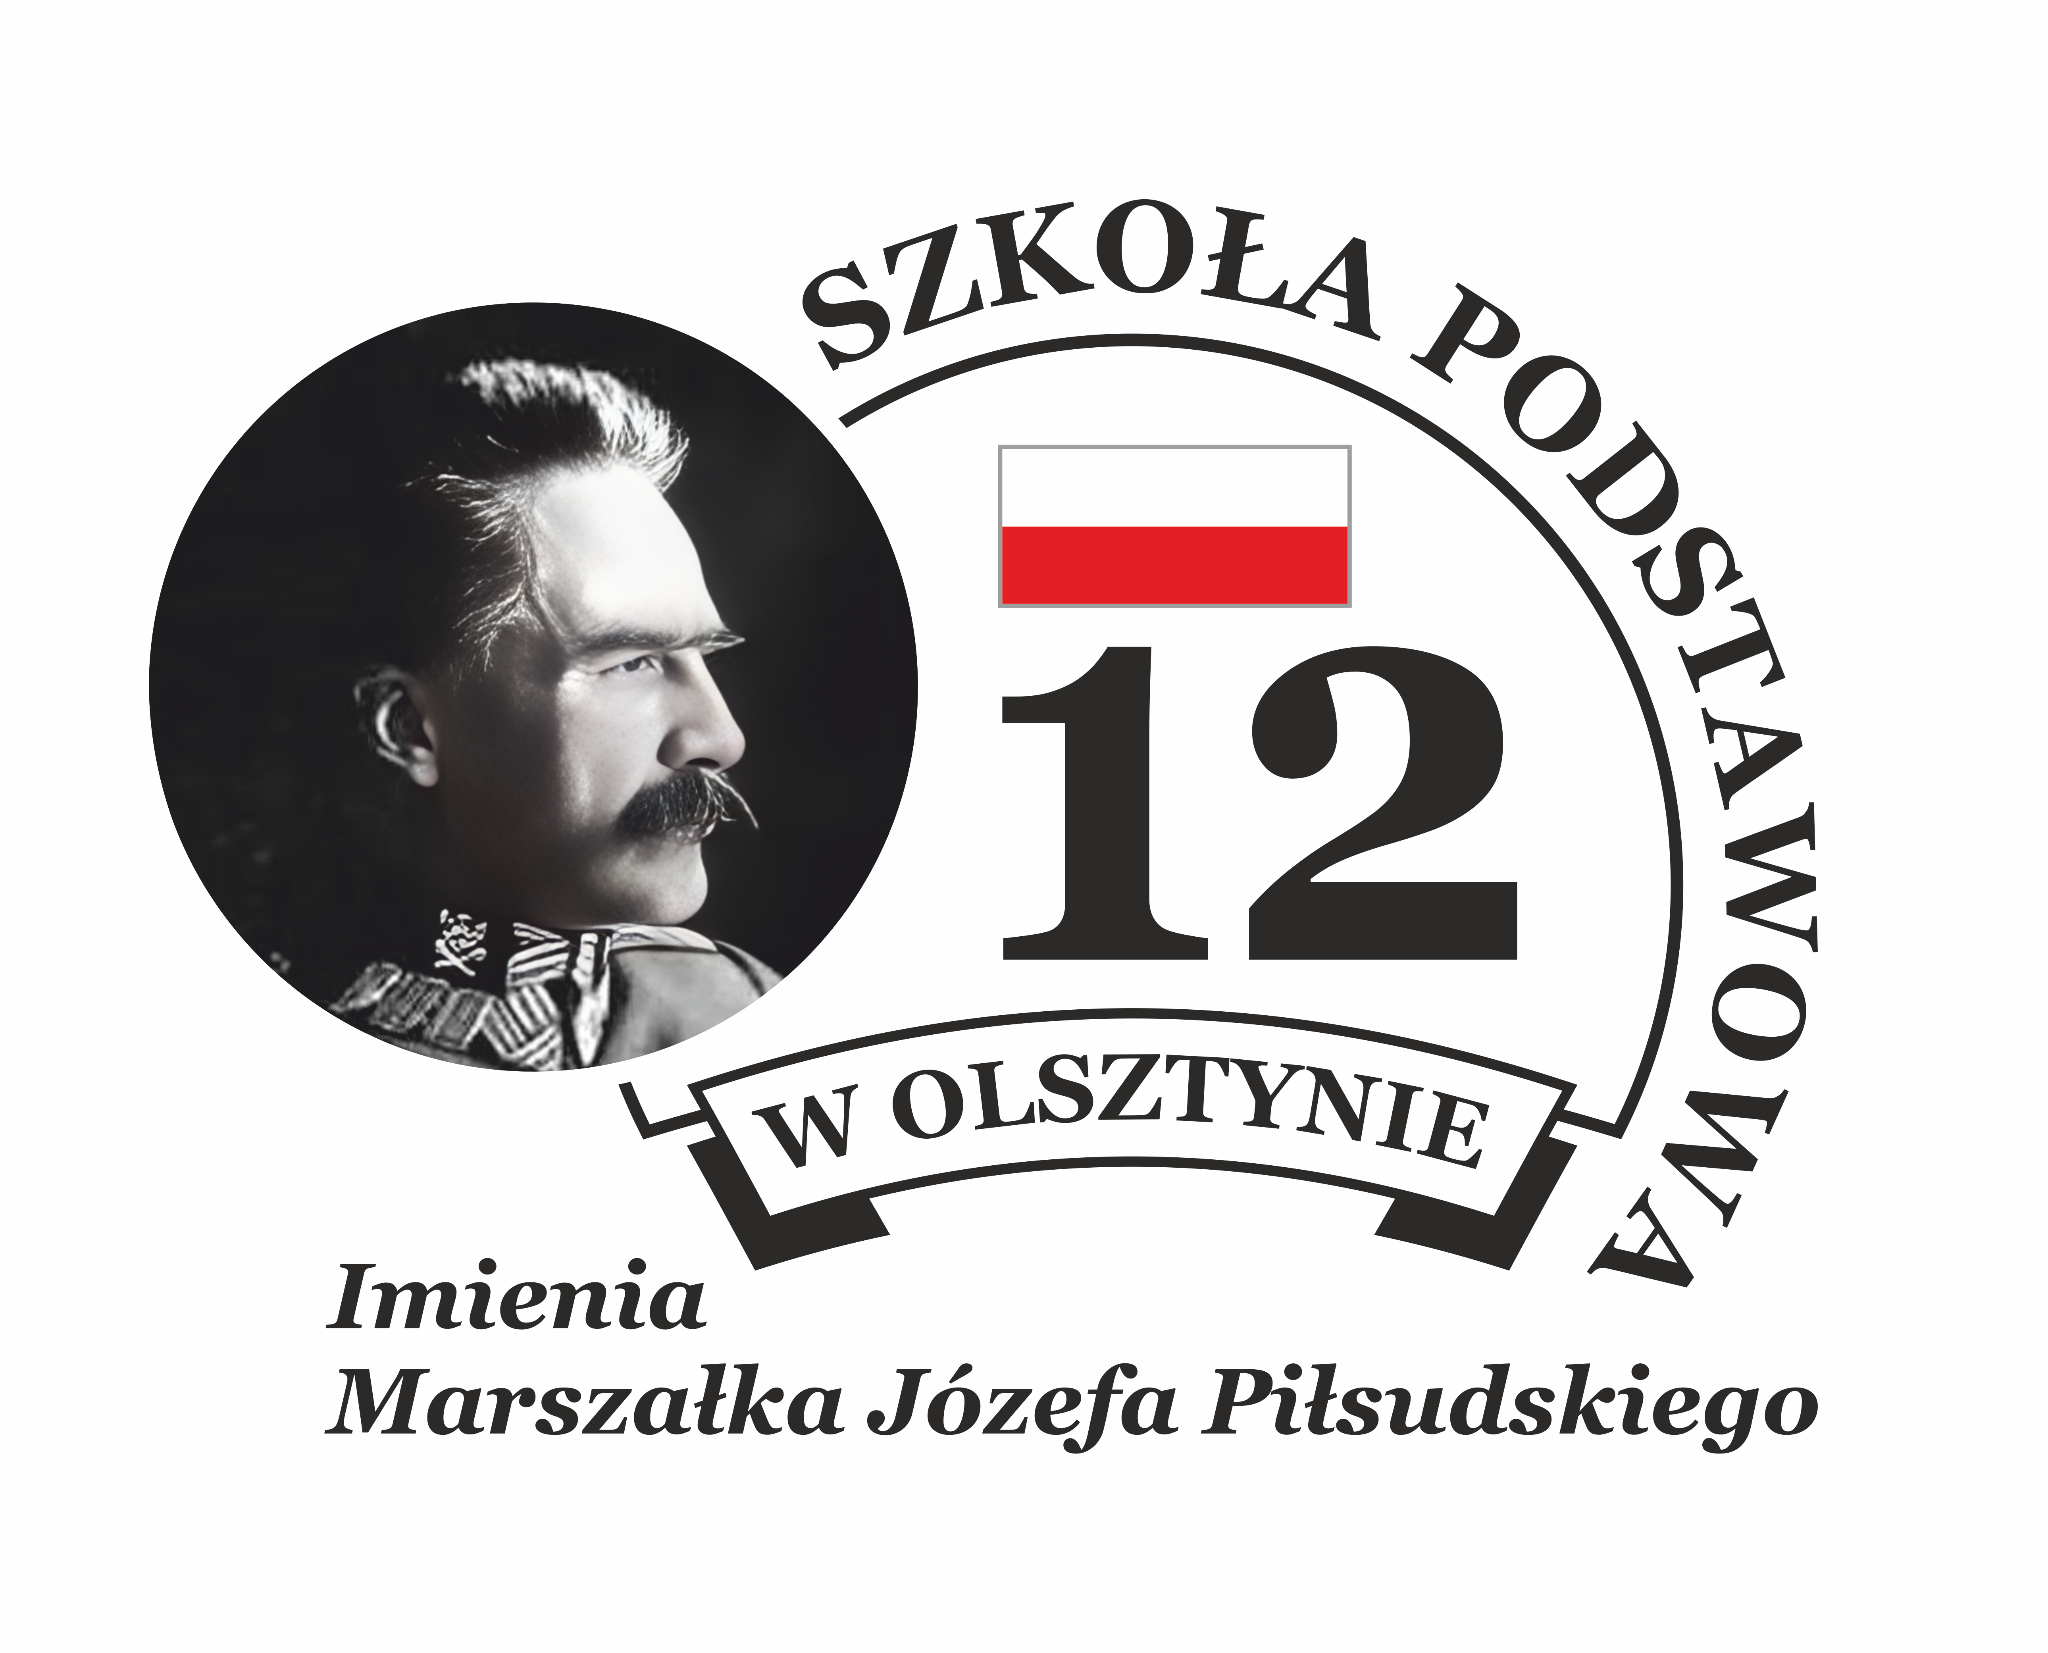 SZKOŁA PODSTAWOWA
12
W OLSZTYNIE
Imienia
Marszałka Józefa Piłsudskiego